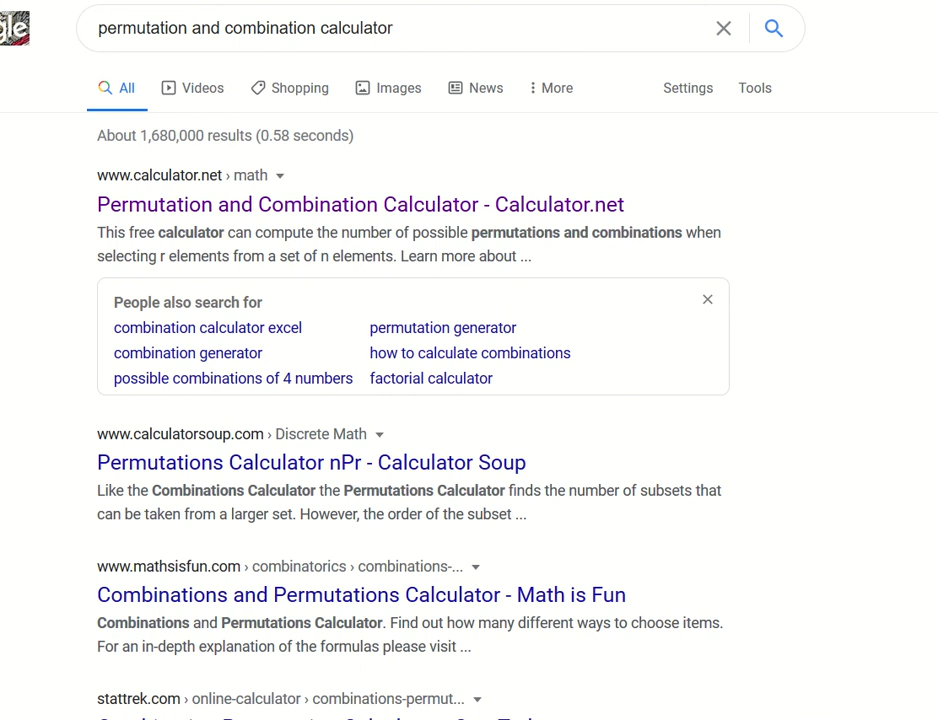 gle
permutation and combination calculator
All Videos Shopping Images News More Settings Tools
About 1,680,000 results (0.58 seconds)
www.calculator.net › math
Permutation and Combination Calculator - Calculator.net
This free calculator can compute the number of possible permutations and combinations when
selecting r elements from a set of n elements. Learn more about ...
People also search for
combination calculator excel permutation generator
combination generator how to calculate combinations
possible combinations of 4 numbers factorial calculator
www.calculatorsoup.com › Discrete Math
Permutations Calculator nPr - Calculator Soup
Like the Combinations Calculator the Permutations Calculator finds the number of subsets that
can be taken from a larger set. However, the order of the subset ...
www.mathsisfun.com › combinatorics › combinations-...
Combinations and Permutations Calculator - Math is Fun
Combinations and Permutations Calculator. Find out how many different ways to choose items.
For an in-depth explanation of the formulas please visit ...
stattrek.com › online-calculator › combinations-permut...